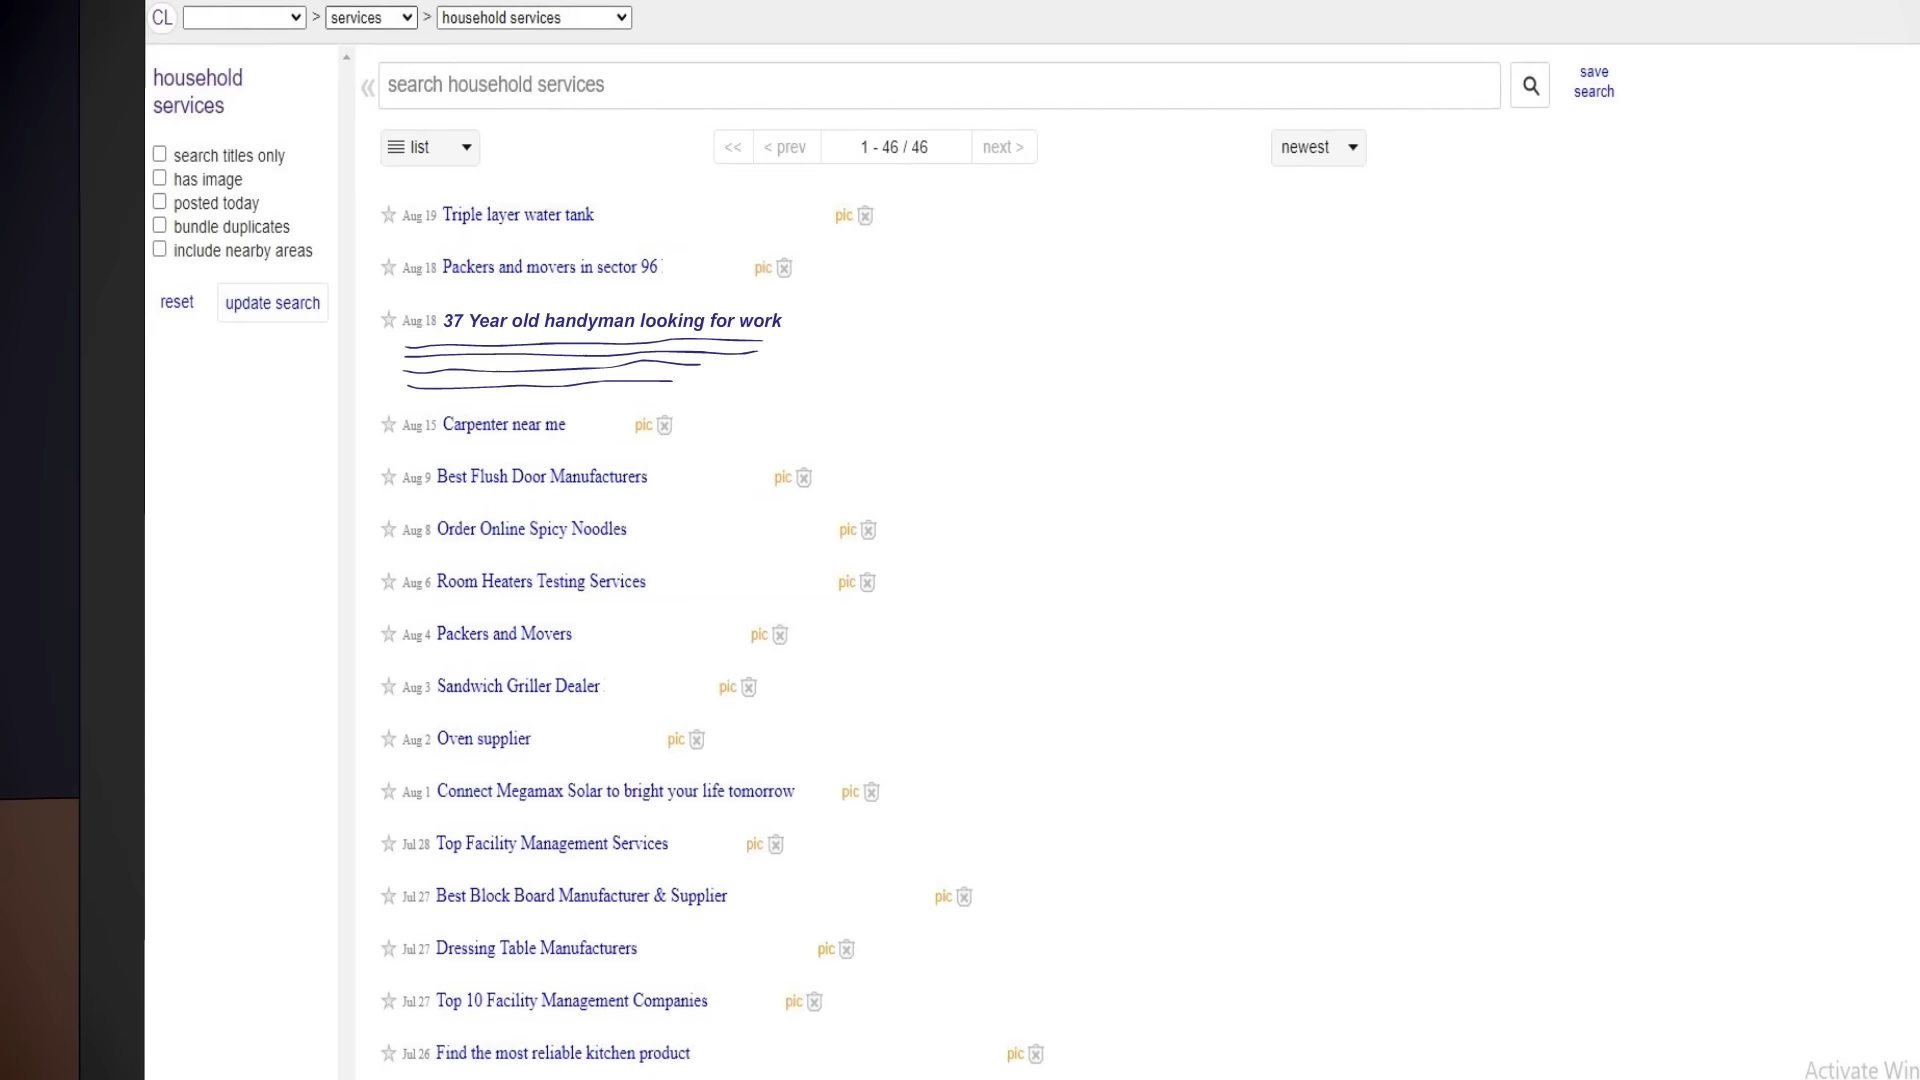 CL > services > household services
household
services
search household services
save
search
list
<< < prev 1 - 46 / 46 next >
newest
search titles only
has image
posted today
bundle duplicates
include nearby areas
reset update search
Aug 19 Triple layer water tank pic
Aug 18 Packers and movers in sector 96 pic
Aug 18 37 Year old handyman looking for work
Aug 15 Carpenter near me pic
Aug 9 Best Flush Door Manufacturers pic
Aug 8 Order Online Spicy Noodles pic
Aug 6 Room Heaters Testing Services pic
Aug 4 Packers and Movers pic
Aug 3 Sandwich Griller Dealer pic
Aug 2 Oven supplier pic
Aug 1 Connect Megamax Solar to bright your life tomorrow pic
Jul 28 Top Facility Management Services pic
Jul 27 Best Block Board Manufacturer & Supplier pic
Jul 27 Dressing Table Manufacturers pic
Jul 27 Top 10 Facility Management Companies pic
Jul 26 Find the most reliable kitchen product pic
Activate Win